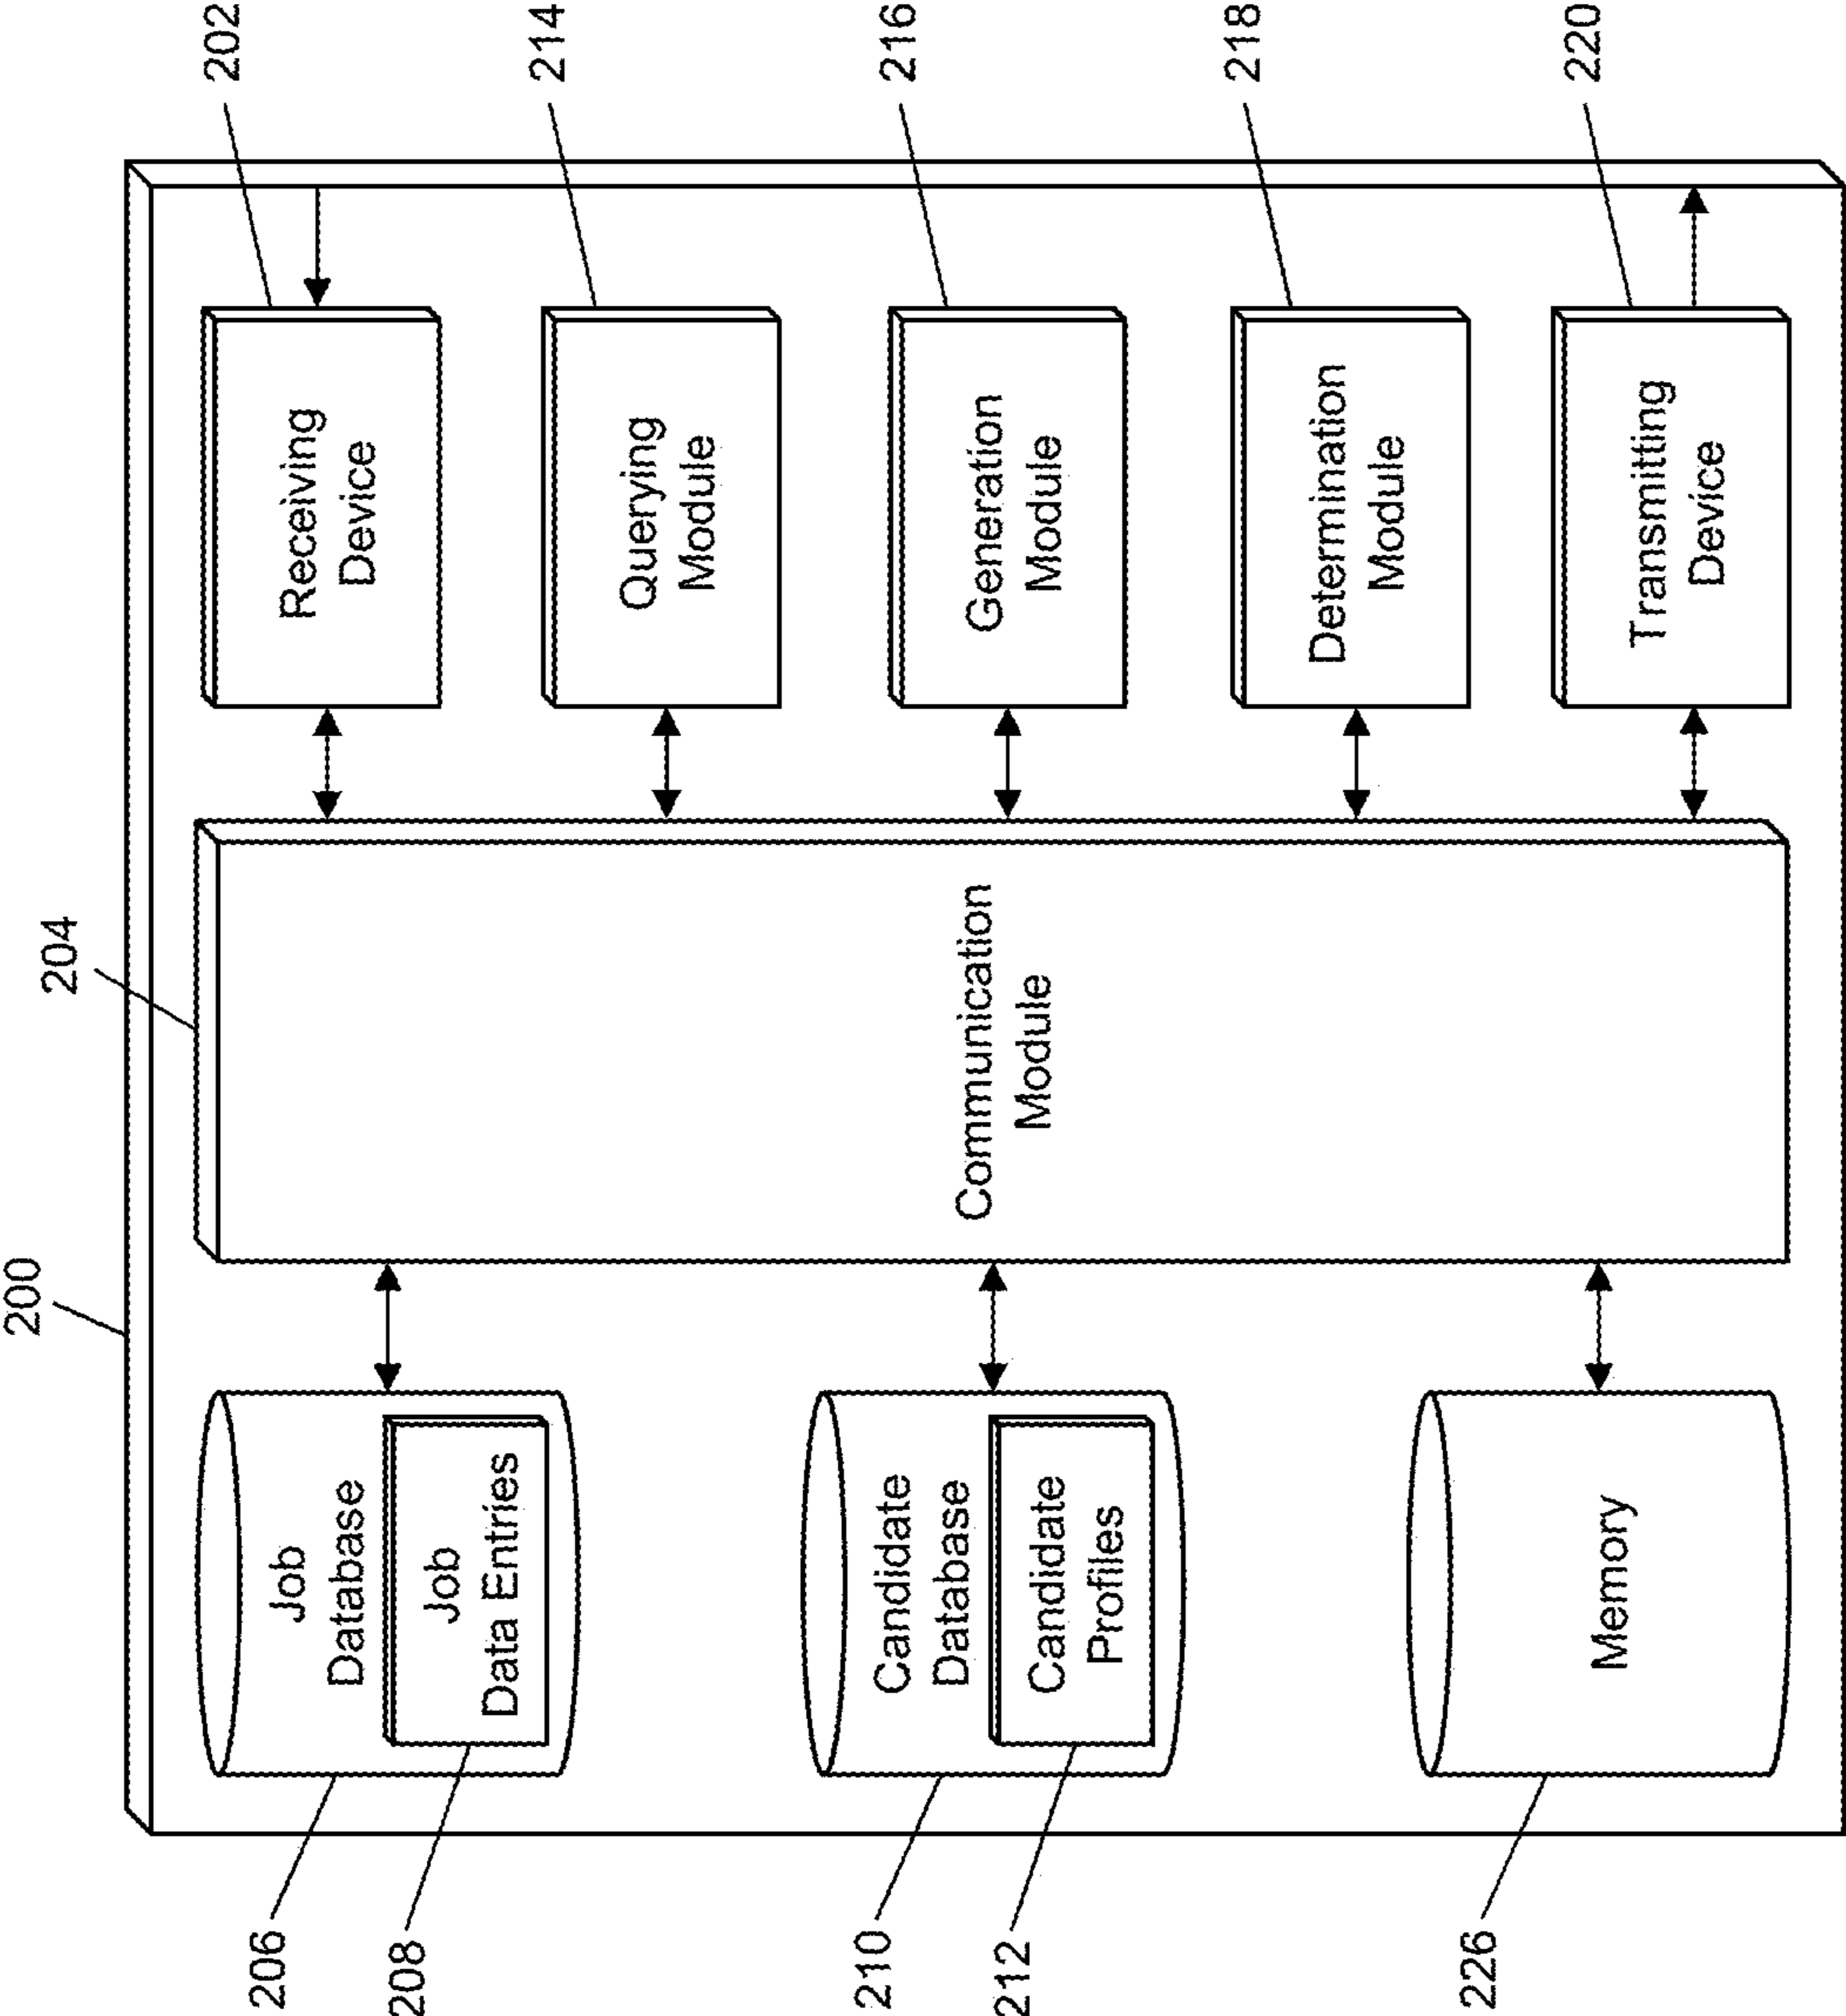 200
204
206
Job
Database
208
Job
Data Entries
210
Candidate
Database
212
Candidate
Profiles
226
Memory
Communication
Module
Receiving
Device
202
Querying
Module
214
Generation
Module
216
Determination
Module
218
Transmitting
Device
220